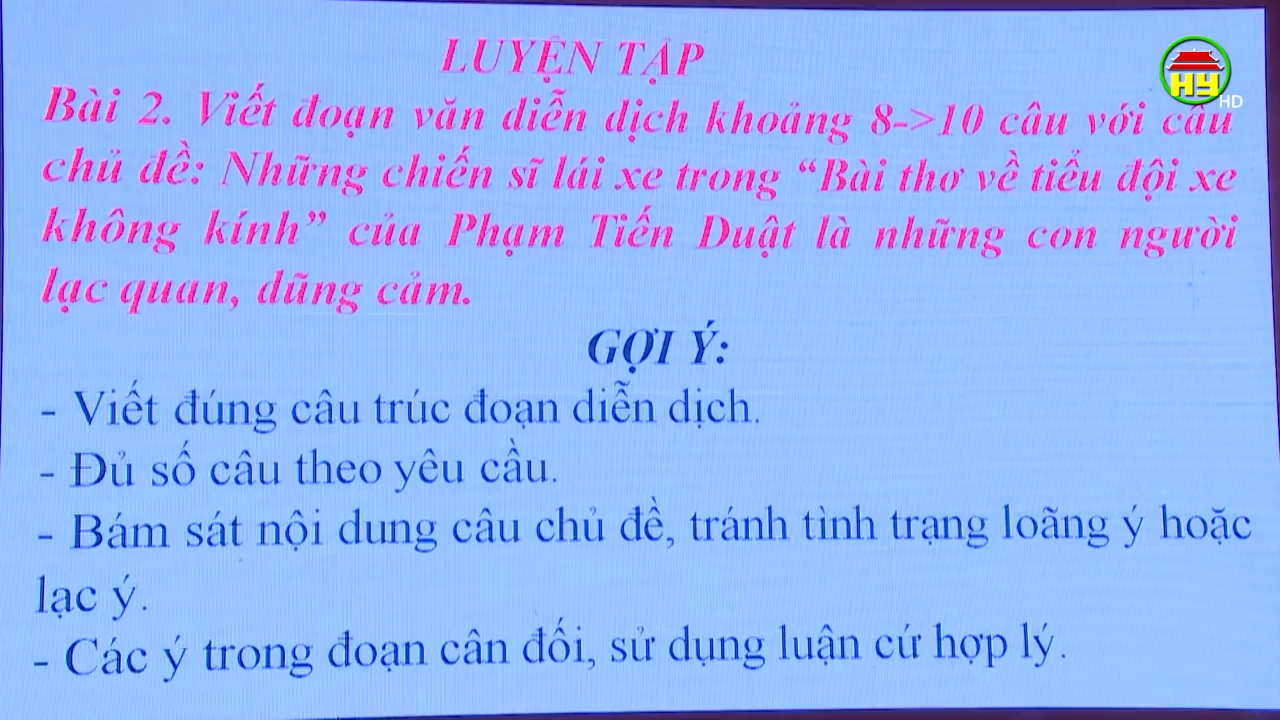 LUYỆN TẬP
Bài 2. Viết đoạn văn diễn dịch khoảng 8->10 câu với câu
chủ đề: Những chiến sĩ lái xe trong “Bài thơ về tiểu đội xe
không kính” của Phạm Tiến Duật là những con người
lạc quan, dũng cảm.
GỢI Ý:
- Viết đúng câu trúc đoạn diễn dịch.
- Đủ số câu theo yêu cầu.
- Bám sát nội dung câu chủ đề, tránh tình trạng loãng ý hoặc
lạc ý.
- Các ý trong đoạn cân đối, sử dụng luận cứ hợp lý.
HY HD